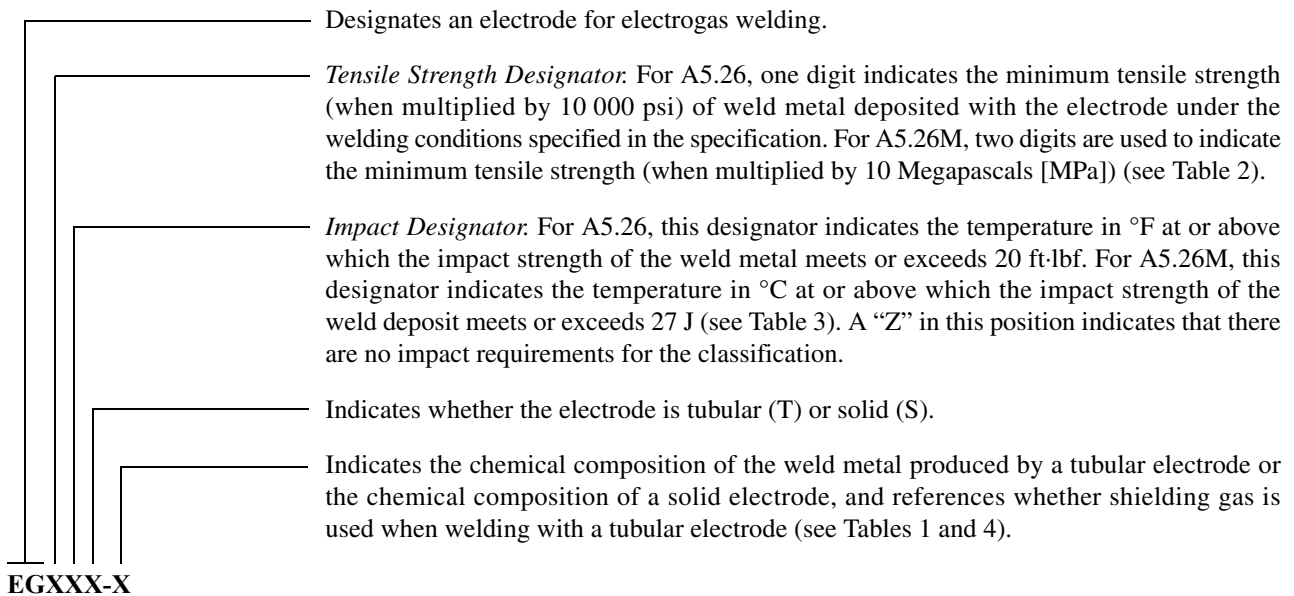 Designates an electrode for electrogas welding.
Tensile Strength Designator. For A5.26, one digit indicates the minimum tensile strength
(when multiplied by 10 000 psi) of weld metal deposited with the electrode under the
welding conditions specified in the specification. For A5.26M, two digits are used to indicate
the minimum tensile strength (when multiplied by 10 Megapascals [MPa]) (see Table 2).
Impact Designator. For A5.26, this designator indicates the temperature in °F at or above
which the impact strength of the weld metal meets or exceeds 20 ft·lbf. For A5.26M, this
designator indicates the temperature in °C at or above which the impact strength of the
weld deposit meets or exceeds 27 J (see Table 3). A “Z” in this position indicates that there
are no impact requirements for the classification.
Indicates whether the electrode is tubular (T) or solid (S).
Indicates the chemical composition of the weld metal produced by a tubular electrode or
the chemical composition of a solid electrode, and references whether shielding gas is
used when welding with a tubular electrode (see Tables 1 and 4).
EGXXX-X